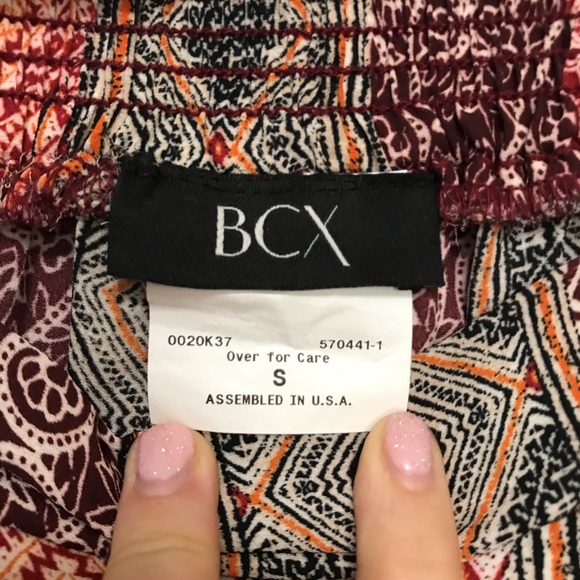 BCX
0020K37 570441-1
Over for Care
S
ASSEMBLED IN U.S.A.